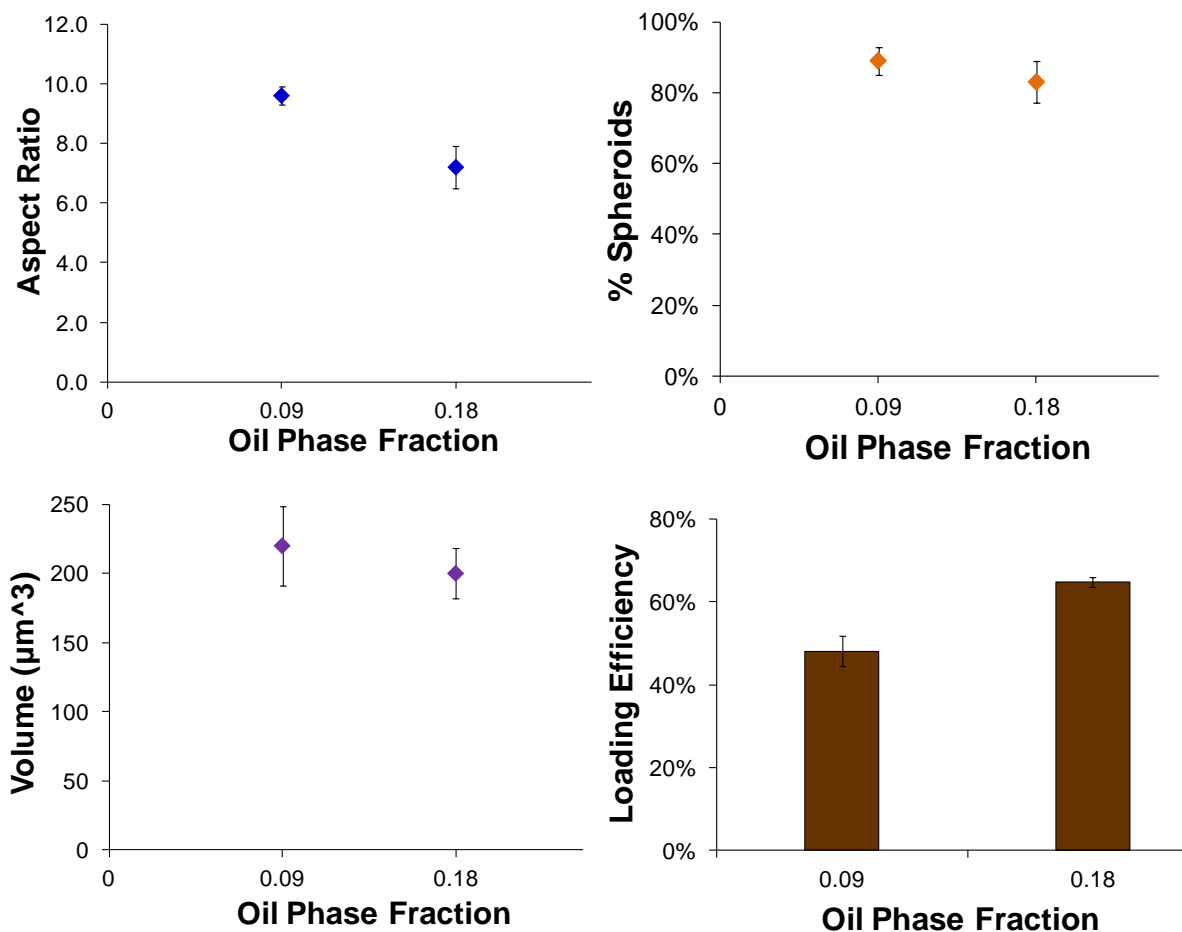 12.0
10.0
8.0
6.0
4.0
2.0
0.0
Aspect Ratio
0 0.09 0.18
Oil Phase Fraction
100%
80%
60%
40%
20%
0%
% Spheroids
0 0.09 0.18
Oil Phase Fraction
250
200
150
100
50
0
Volume (µm^3)
0 0.09 0.18
Oil Phase Fraction
80%
60%
40%
20%
0%
Loading Efficiency
0.09 0.18
Oil Phase Fraction